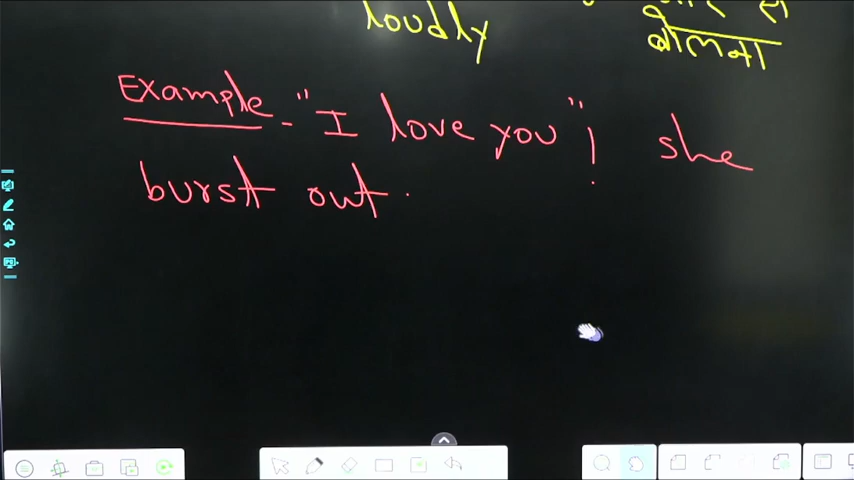 loudly
बोलना
Example - "I love you"! she
burst out.